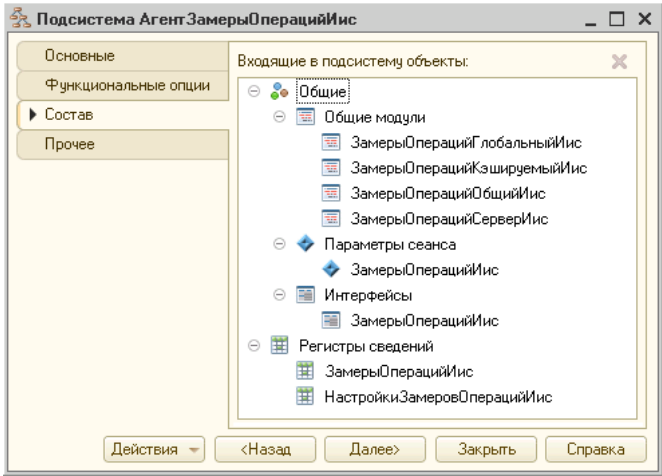 Подсистема АгентЗамерыОперацийИис
Основные
Функциональные опции
Состав
Прочее
Входящие в подсистему объекты:
Общие
Общие модули
ЗамерыОперацийГлобальныйИис
ЗамерыОперацийКэшируемыйИис
ЗамерыОперацийОбщийИис
ЗамерыОперацийСерверИис
Параметры сеанса
ЗамерыОперацийИис
Интерфейсы
ЗамерыОперацийИис
Регистры сведений
ЗамерыОперацийИис
НастройкиЗамеровОперацийИис
Действия <Назад Далее> Закрыть Справка